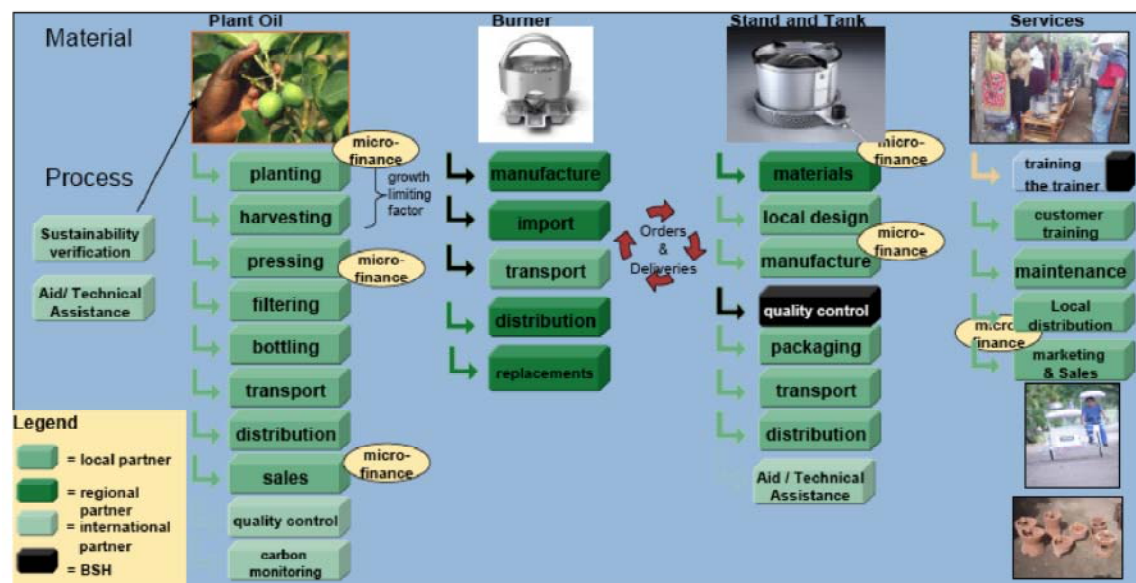 Material
Process
Sustainability
verification
Aid/ Technical
Assistance
Plant Oil
micro-
finance
planting
growth
limiting
factor
harvesting
pressing
micro-
finance
filtering
bottling
transport
distribution
sales
micro-
finance
quality control
carbon
monitoring
Burner
manufacture
import
transport
distribution
replacements
Orders
&
Deliveries
Stand and Tank
micro-
finance
materials
local design
micro-
finance
manufacture
quality control
packaging
transport
distribution
Aid / Technical
Assistance
Services
training
the trainer
customer
training
maintenance
Local
distribution
micro-
finance
marketing
& Sales
Legend
= local partner
= regional
partner
= international
partner
= BSH